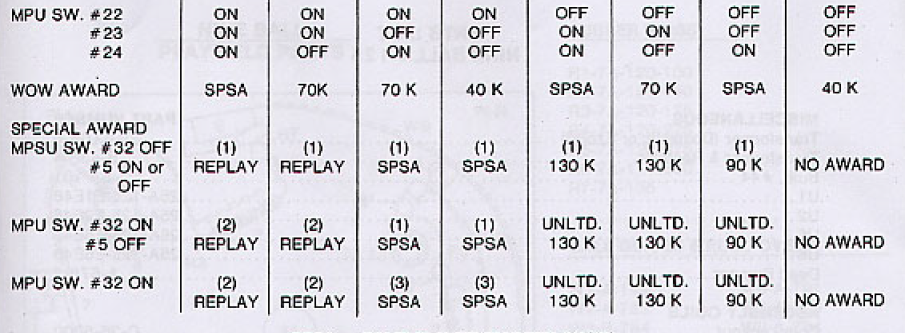 MPU SW. #22 ON ON ON ON OFF OFF OFF OFF
#23 ON ON OFF OFF ON ON OFF OFF
#24 ON OFF ON OFF ON OFF ON OFF
WOW AWARD SPSA 70K 70 K 40 K SPSA 70 K SPSA 40 K
SPECIAL AWARD
MPSU SW. #32 OFF (1) (1) (1) (1) (1) (1) (1)
#5 ON or REPLAY REPLAY SPSA SPSA 130 K 130 K 90 K NO AWARD
OFF
MPU SW. #32 ON (2) (2) (1) (1) UNLTD. UNLTD. UNLTD.
#5 OFF REPLAY REPLAY SPSA SPSA 130 K 130 K 90 K NO AWARD
MPU SW. #32 ON (2) (2) (3) (3) UNLTD. UNLTD. UNLTD.
REPLAY REPLAY SPSA SPSA 130 K 130 K 90 K NO AWARD